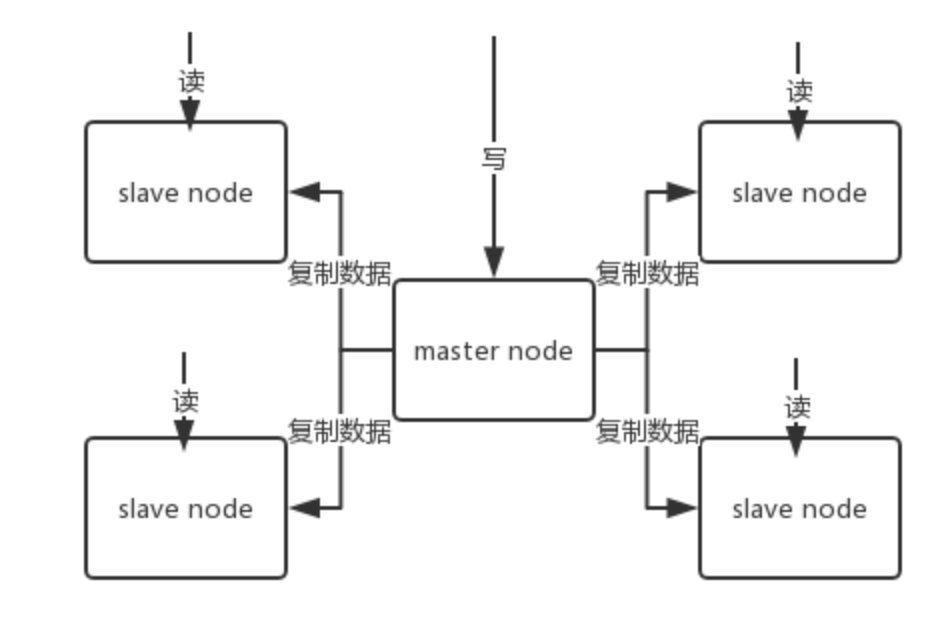 读
写
读
slave node
slave node
复制数据
复制数据
master node
读
读
复制数据
复制数据
slave node
slave node